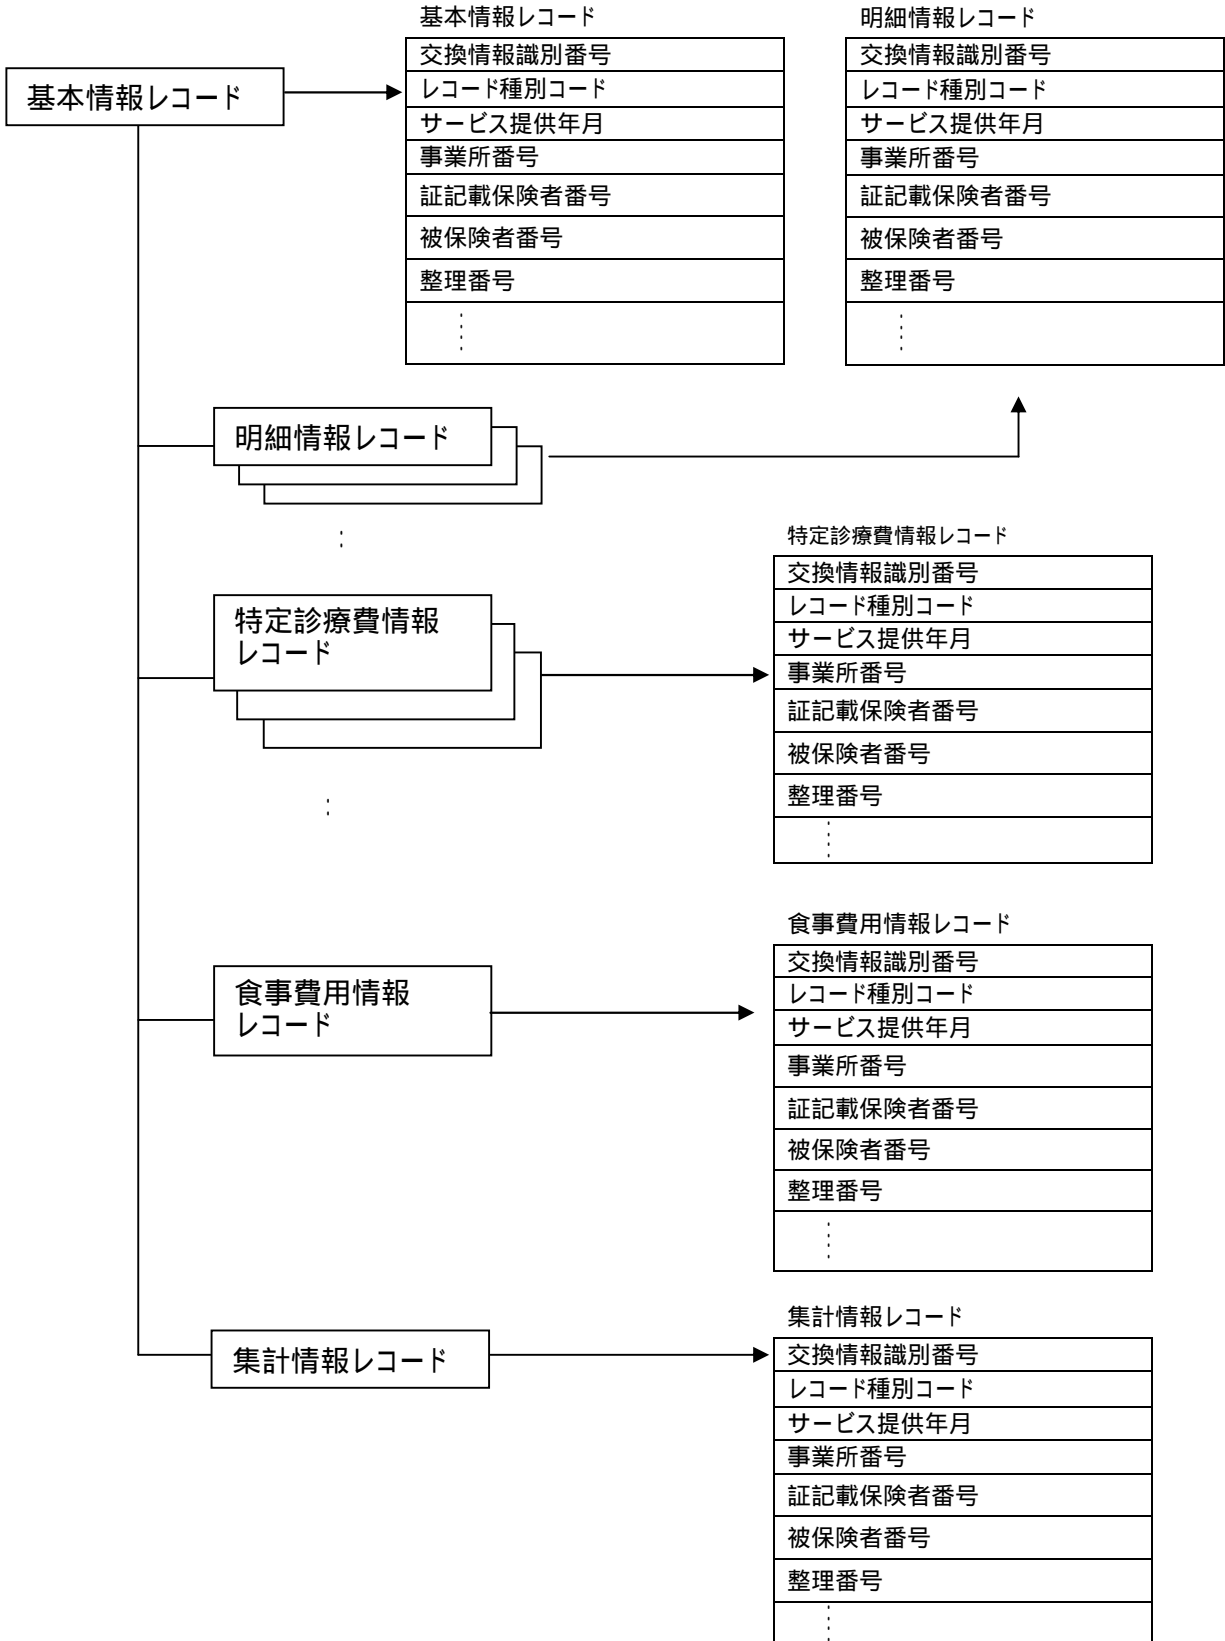 基本情報レコード
基本情報レコード
交換情報識別番号
レコード種別コード
サービス提供年月
事業所番号
証記載保険者番号
被保険者番号
整理番号
明細情報レコード
交換情報識別番号
レコード種別コード
サービス提供年月
事業所番号
証記載保険者番号
被保険者番号
整理番号
明細情報レコード
特定診療費情報
レコード
特定診療費情報レコード
交換情報識別番号
レコード種別コード
サービス提供年月
事業所番号
証記載保険者番号
被保険者番号
整理番号
食事費用情報
レコード
食事費用情報レコード
交換情報識別番号
レコード種別コード
サービス提供年月
事業所番号
証記載保険者番号
被保険者番号
整理番号
集計情報レコード
集計情報レコード
交換情報識別番号
レコード種別コード
サービス提供年月
事業所番号
証記載保険者番号
被保険者番号
整理番号